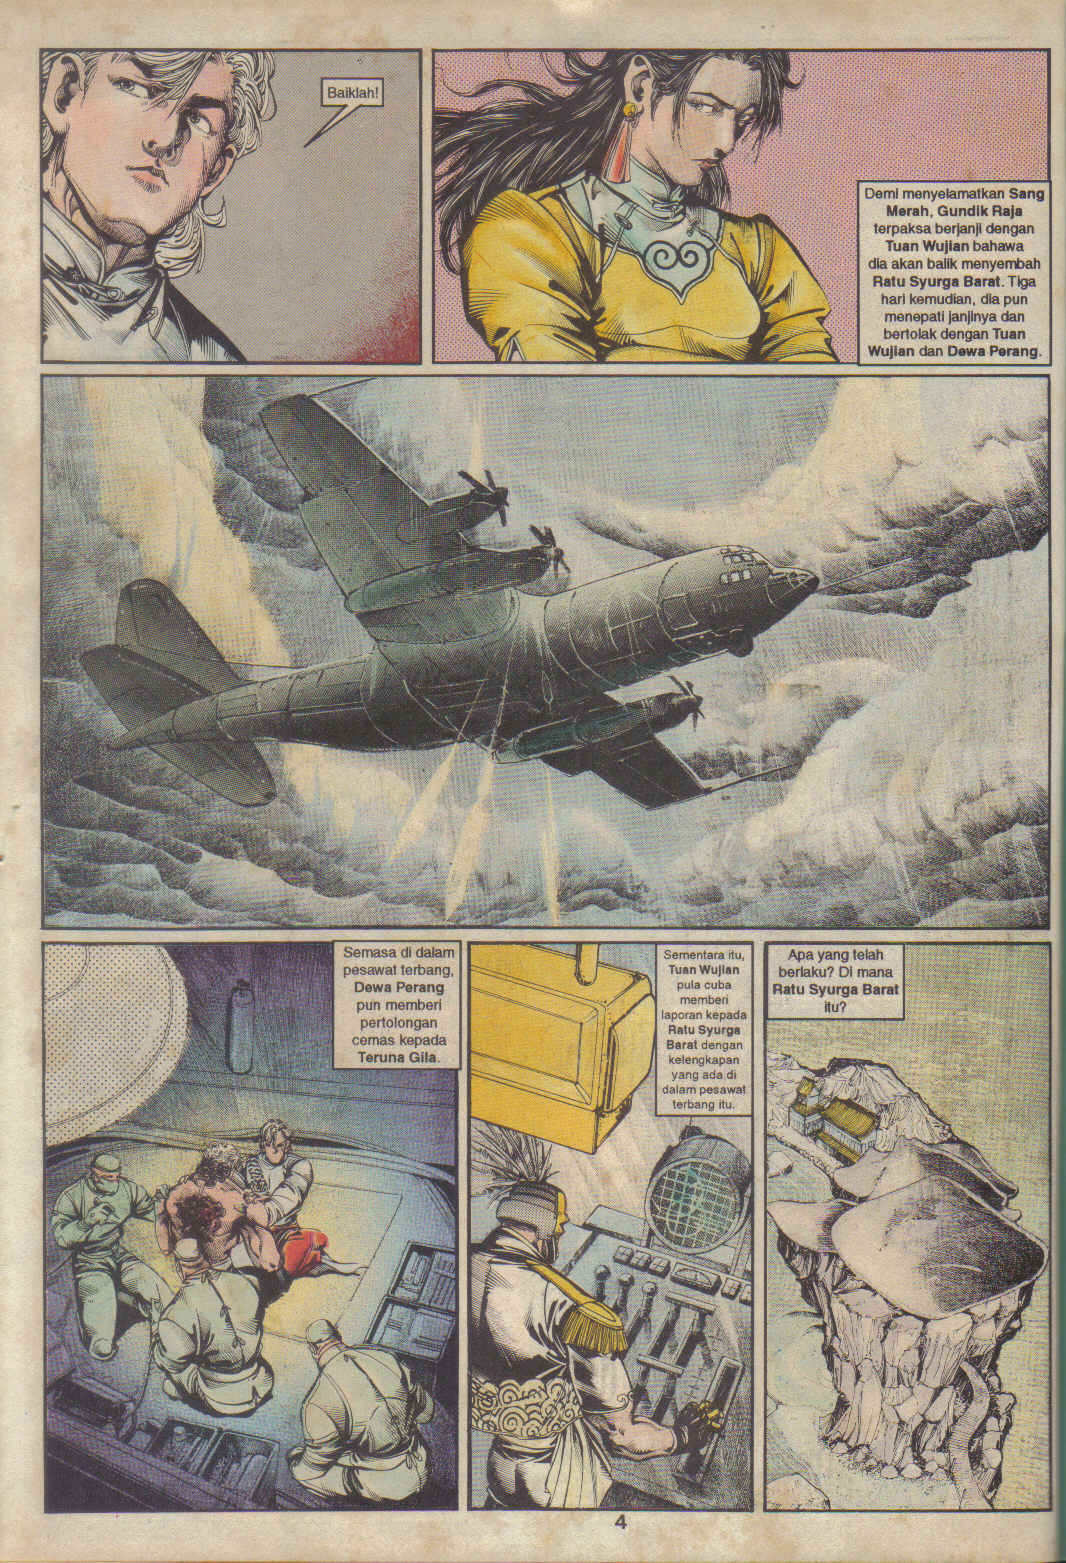 Baiklah!
Demi menyelamatkan Sang
Merah, Gundik Raja
terpaksa berjanji dengan
Tuan Wujian bahawa
dia akan balik menyembah
Ratu Syurga Barat. Tiga
hari kemudian, dia pun
menepati janjinya dan
bertolak dengan Tuan
Wujian dan Dewa Perang.
Semasa di dalam
pesawat terbang,
Dewa Perang
pun memberi
pertolongan
cemas kepada
Teruna Gila.
Sementara itu,
Tuan Wujian
pula cuba
memberi
laporan kepada
Ratu Syurga
Barat dengan
kelengkapan
yang ada di
dalam pesawat
terbang itu.
Apa yang telah
berlaku? Di mana
Ratu Syurga Barat
itu?
4